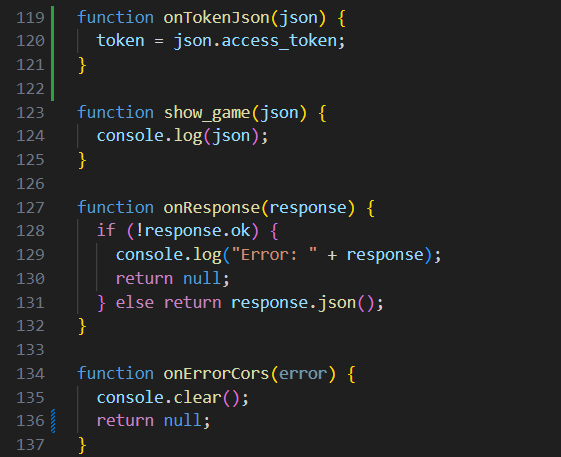 119 function onTokenJson(json) {
120   token = json.access_token;
121 }
122
123 function show_game(json) {
124   console.log(json);
125 }
126
127 function onResponse(response) {
128   if (!response.ok) {
129     console.log("Error: " + response);
130     return null;
131   } else return response.json();
132 }
133
134 function onErrorCors(error) {
135   console.clear();
136   return null;
137 }